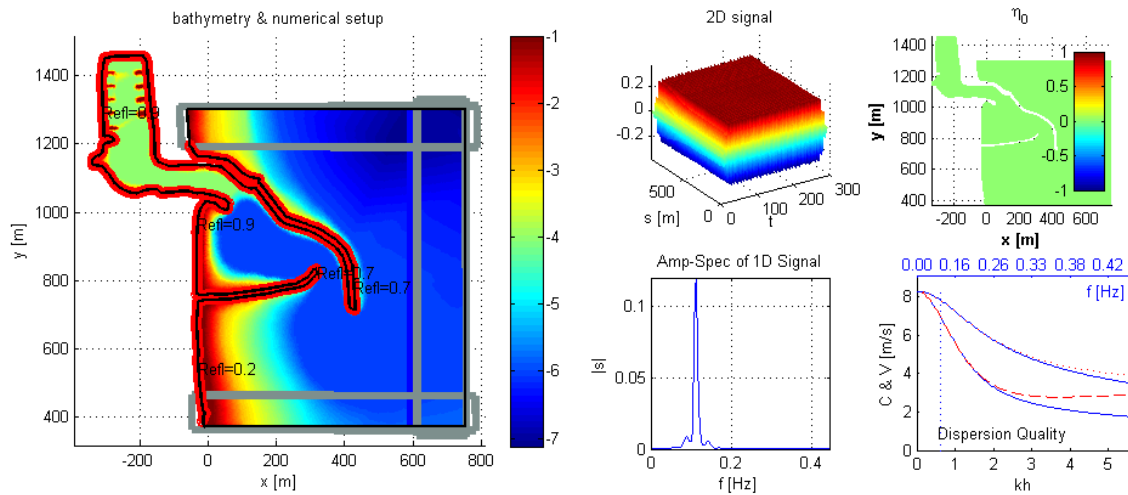 bathymetry & numerical setup
1400
1200
1000
800
600
400
y [m]
-200
0
200
400
600
800
x [m]
Refl=0.9
Refl=0.9
Refl=0.7
Refl=0.7
Refl=0.2
-1
-2
-3
-4
-5
-6
-7
2D signal
0.2
0
-0.2
500
0
s [m]
0
100
200
300
t
η0
1400
1200
1000
800
600
400
y [m]
-200
0
200
400
600
x [m]
1
0.5
0
-0.5
-1
Amp-Spec of 1D Signal
0.1
0.05
0
|s|
0
0.2
0.4
f [Hz]
0.00 0.16 0.26 0.33 0.38 0.42
f [Hz]
8
6
4
2
0
C & V [m/s]
Dispersion Quality
0 1 2 3 4 5
kh